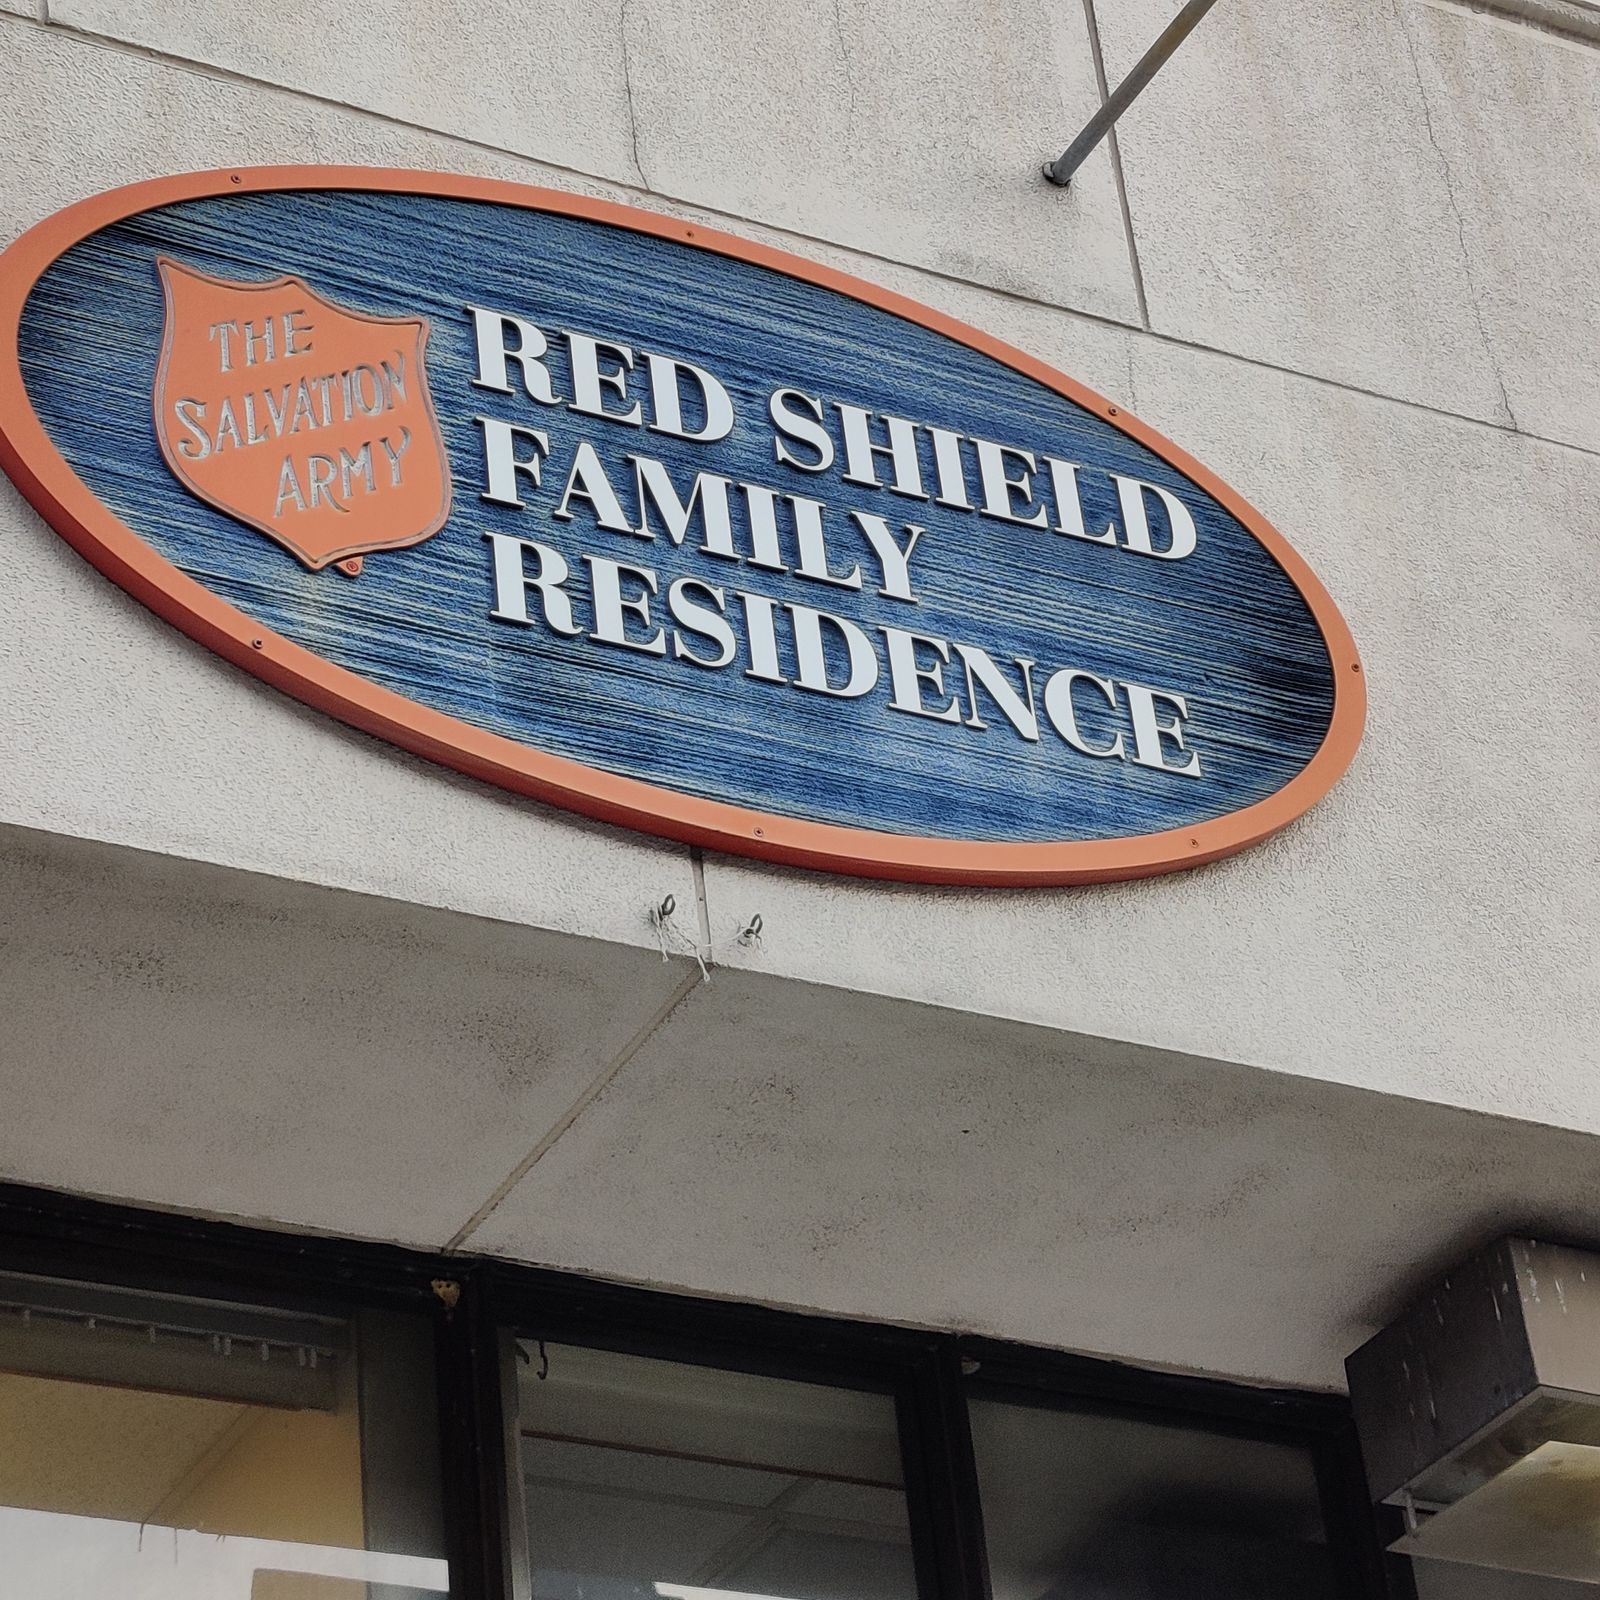 THE
SALVATION
ARMY
RED SHIELD
FAMILY
RESIDENCE